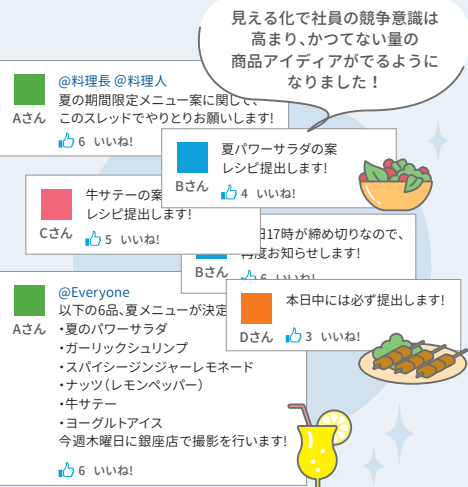 見える化で社員の競争意識は
高まり、かつてない量の
商品アイディアがでるように
なりました！
@料理長 @料理人
夏の期間限定メニュー案に関して、
このスレッドでやりとりお願いします!
Aさん
6 いいね!
夏パワーサラダの案
レシピ提出します!
Bさん
4 いいね!
牛サテーの案
レシピ提出します!
Cさん
5 いいね!
17時が締め切りなので、
再度お知らせします!
Bさん
6 いいね!
本日中には必ず提出します!
Dさん
3 いいね!
@Everyone
以下の6品、夏メニューが決定
・夏のパワーサラダ
・ガーリックシュリンプ
・スパイシージンジャーレモネード
・ナッツ（レモンペッパー）
・牛サテー
・ヨーグルトアイス
今週木曜日に銀座店で撮影を行います!
Aさん
6 いいね!